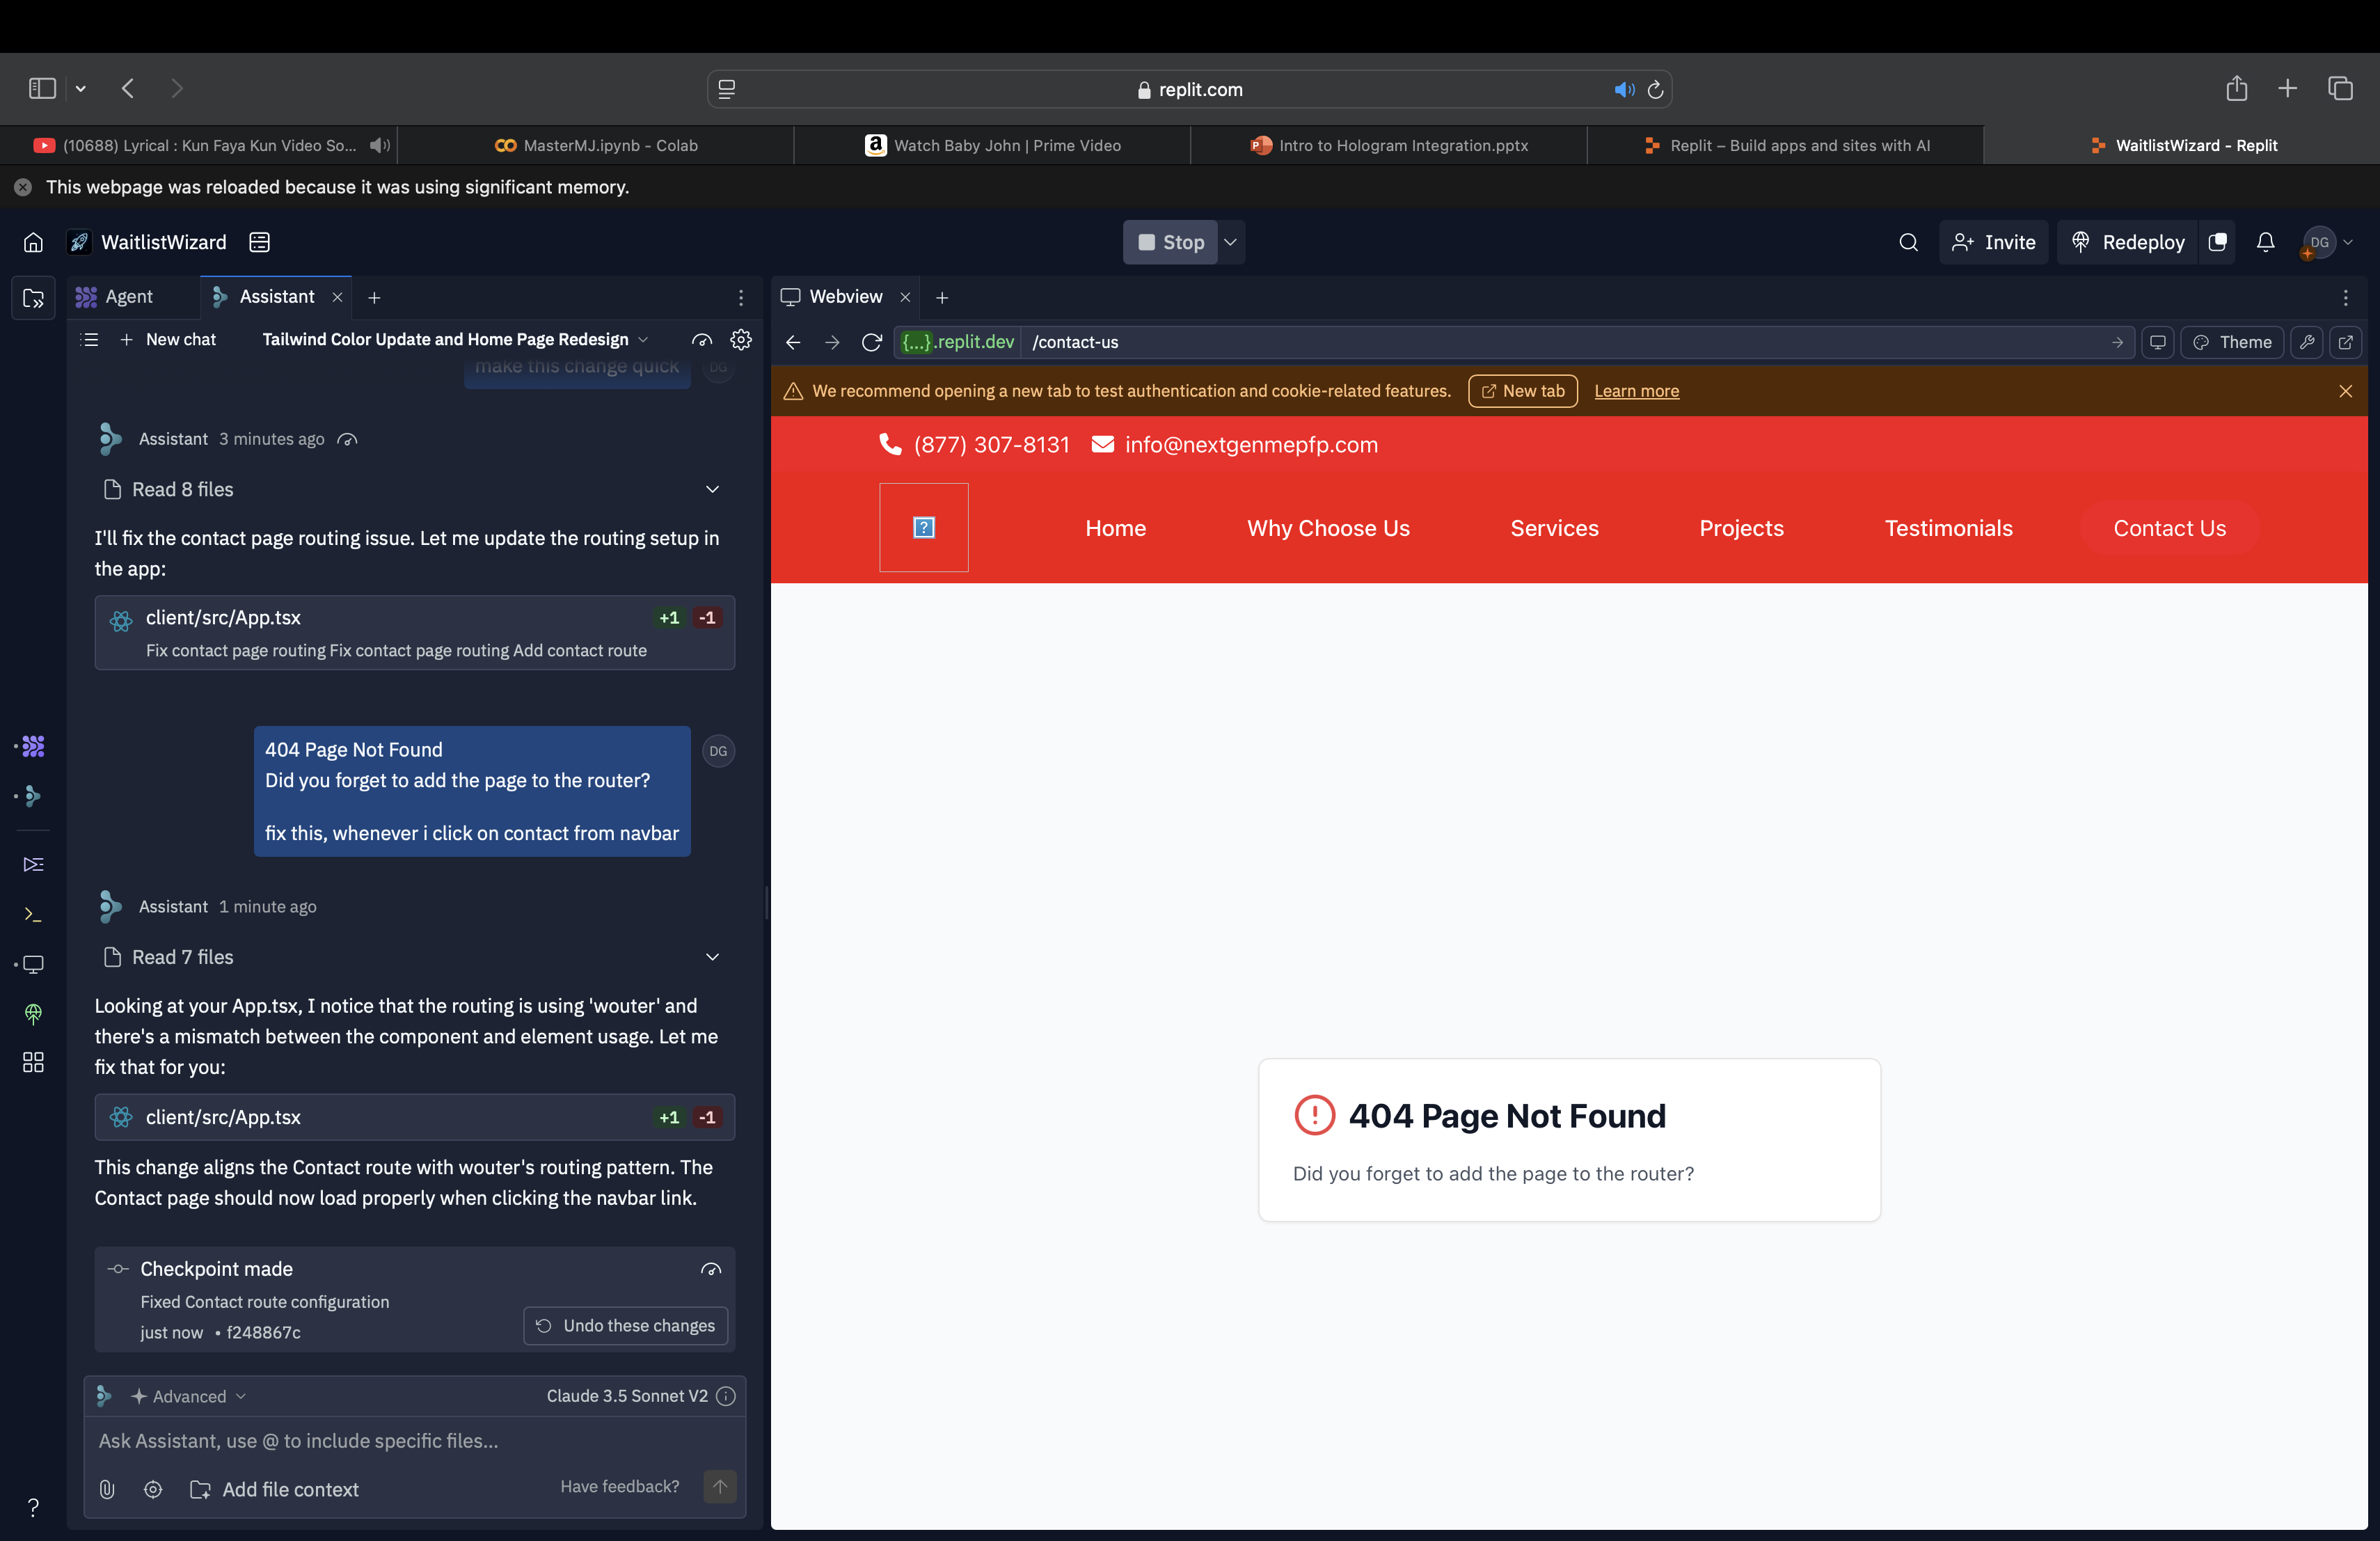 replit.com
(10688) Lyrical : Kun Faya Kun Video So...
MasterMJ.ipynb - Colab
Watch Baby John | Prime Video
Intro to Hologram Integration.pptx
Replit – Build apps and sites with AI
WaitlistWizard - Replit
This webpage was reloaded because it was using significant memory.
WaitlistWizard
Stop
Invite
Redeploy
DG
Agent
Assistant
New chat
Tailwind Color Update and Home Page Redesign
make this change quick
DG
Assistant 3 minutes ago
Read 8 files
I'll fix the contact page routing issue. Let me update the routing setup in
the app:
client/src/App.tsx
+1 -1
Fix contact page routing Fix contact page routing Add contact route
404 Page Not Found
Did you forget to add the page to the router?
fix this, whenever i click on contact from navbar
DG
Assistant 1 minute ago
Read 7 files
Looking at your App.tsx, I notice that the routing is using 'wouter' and
there's a mismatch between the component and element usage. Let me
fix that for you:
client/src/App.tsx
+1 -1
This change aligns the Contact route with wouter's routing pattern. The
Contact page should now load properly when clicking the navbar link.
Checkpoint made
Fixed Contact route configuration
just now • f248867c
Undo these changes
Advanced
Claude 3.5 Sonnet V2
Ask Assistant, use @ to include specific files...
Add file context
Have feedback?
Webview
{...}.replit.dev
/contact-us
Theme
We recommend opening a new tab to test authentication and cookie-related features.
New tab
Learn more
(877) 307-8131
info@nextgenmepfp.com
Home
Why Choose Us
Services
Projects
Testimonials
Contact Us
404 Page Not Found
Did you forget to add the page to the router?